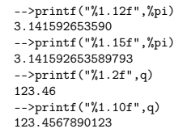 -->printf("%1.12f",%pi)
3.141592653590
-->printf("%1.15f",%pi)
3.141592653589793
-->printf("%1.2f",q)
123.46
-->printf("%1.10f",q)
123.4567890123